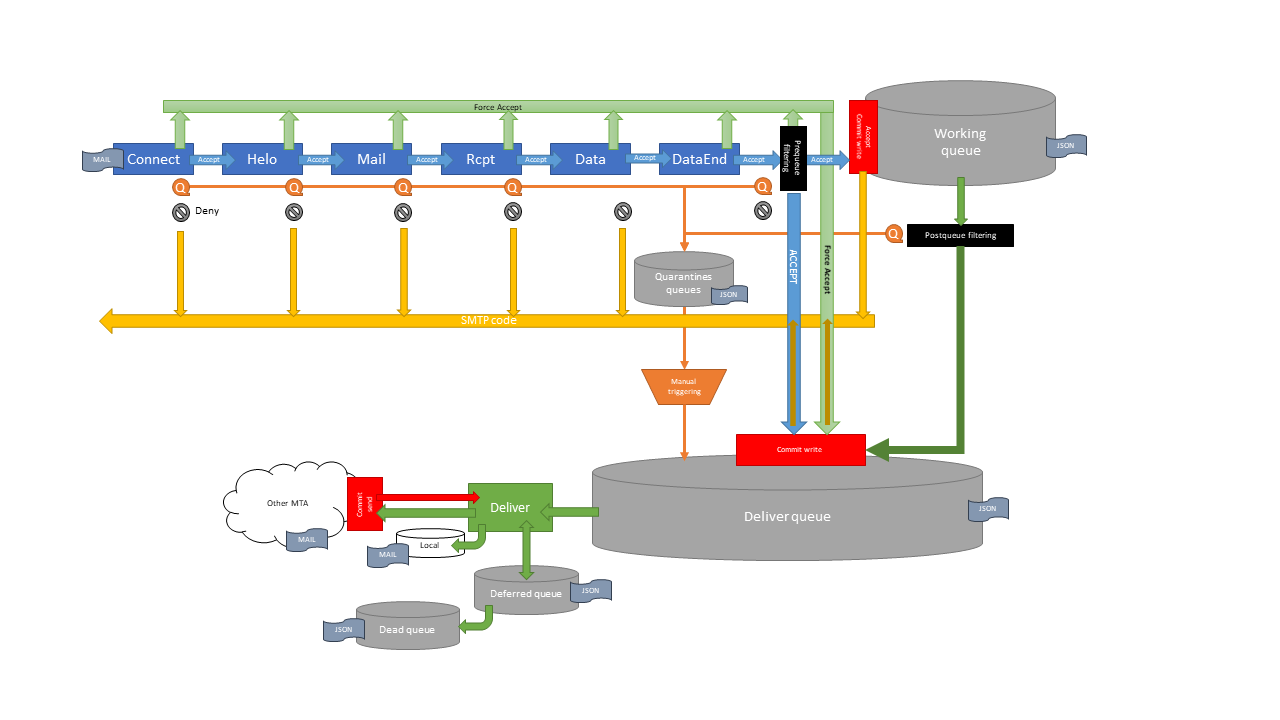 Force Accept
MAIL
Connect
Accept
Helo
Accept
Mail
Accept
Rcpt
Accept
Data
Accept
DataEnd
Accept
Prequeue
filtering
Accept
Accept
Commit write
Working
queue
JSON
Q
Q
Q
Q
Q
Deny
Q
Postqueue filtering
ACCEPT
Force Accept
Quarantines
queues
JSON
SMTP code
Manual
triggering
Commit write
Other MTA
Commit
send
MAIL
Deliver
Deliver queue
JSON
Local
MAIL
Deferred queue
JSON
Dead queue
JSON